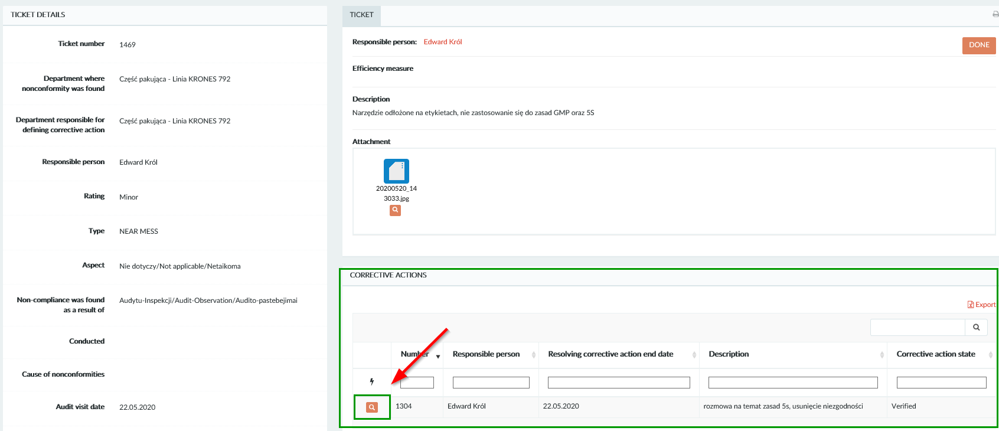 TICKET DETAILS
Ticket number
1469
Department where
nonconformity was found
Część pakująca - Linia KRONES 792
Department responsible for
defining corrective action
Część pakująca - Linia KRONES 792
Responsible person
Edward Król
Rating
Minor
Type
NEAR MESS
Aspect
Nie dotyczy/Not applicable/Netaikoma
Non-compliance was found
as a result of
Audytu-Inspekcji/Audit-Observation/Audito-pastebejimai
Conducted
Cause of nonconformities
Audit visit date
22.05.2020
TICKET
Responsible person: Edward Król
DONE
Efficiency measure
Description
Narzędzie odłożone na etykietach, nie zastosowanie się do zasad GMP oraz 5S
Attachment
20200520_14
3033.jpg
CORRECTIVE ACTIONS
Export
Number Responsible person Resolving corrective action end date Description Corrective action state
1304 Edward Król 22.05.2020 rozmowa na temat zasad 5s, usunięcie niezgodności Verified